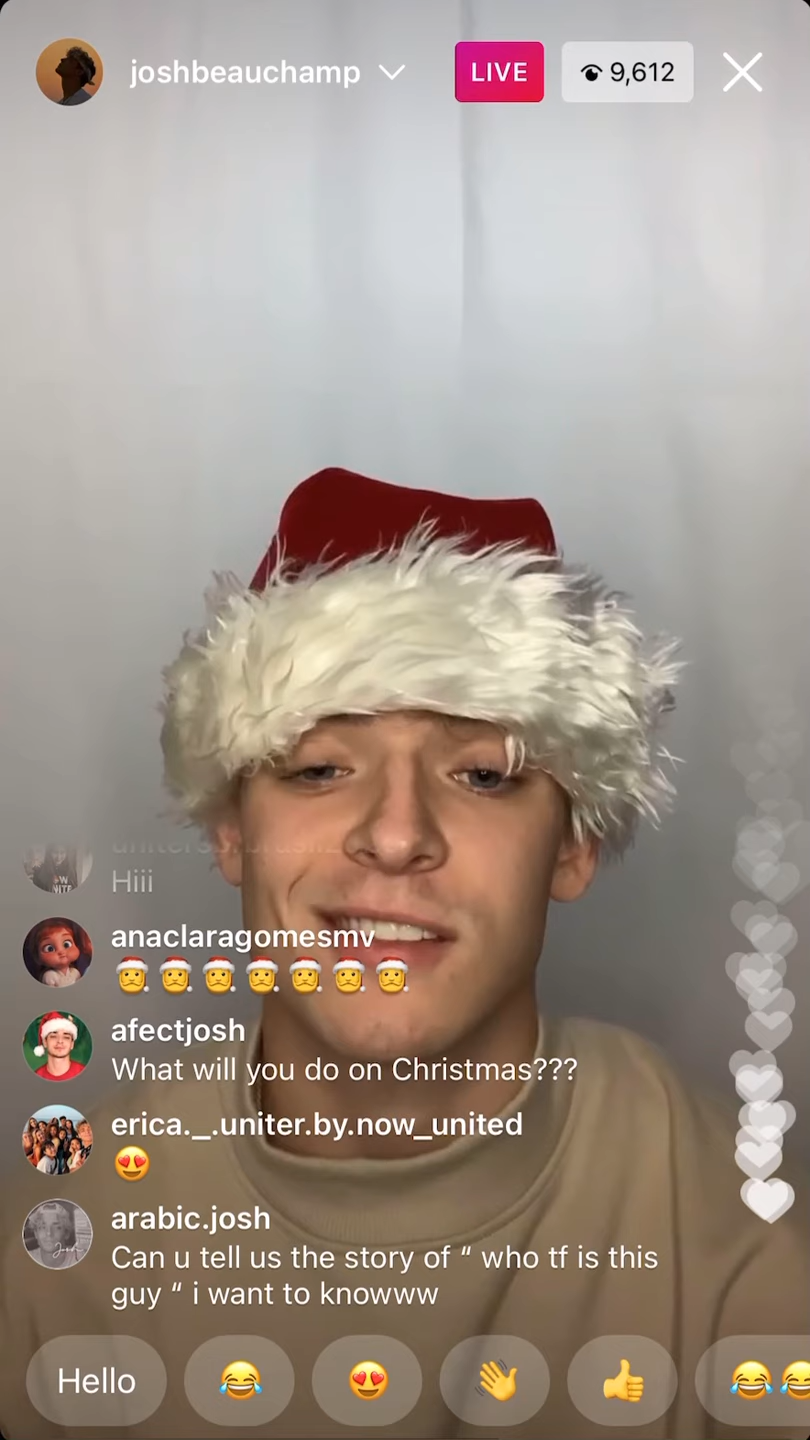 joshbeauchamp
LIVE
9,612
Hiii
anaclaragomesmv
🎅🎅🎅🎅🎅🎅🎅
afectjosh
What will you do on Christmas???
erica._.uniter.by.now_united
😍
arabic.josh
Can u tell us the story of “ who tf is this
guy “ i want to knowww
Hello 😂 😍 👋 👍 😂😂